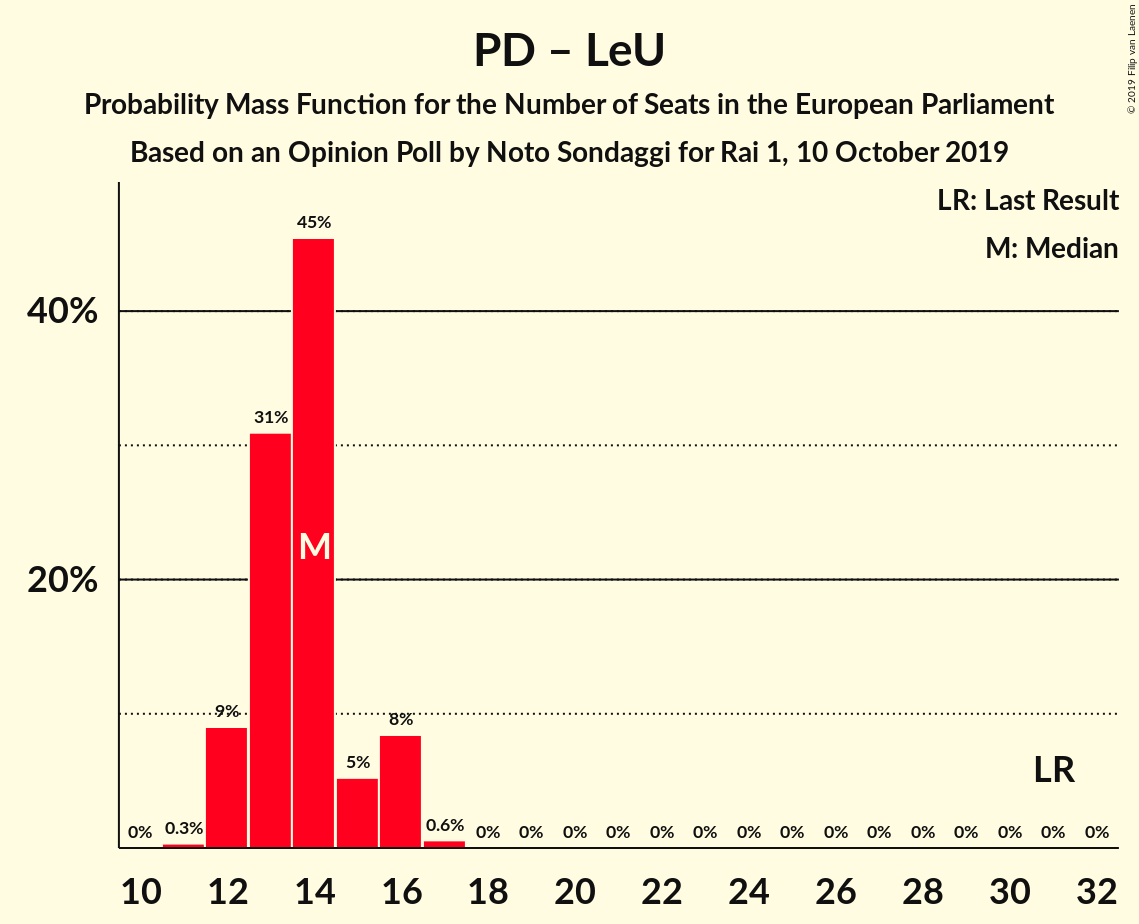 PD – LeU
Probability Mass Function for the Number of Seats in the European Parliament
Based on an Opinion Poll by Noto Sondaggi for Rai 1, 10 October 2019
© 2019 Filip van Laenen
LR: Last Result
M: Median
45%
40%
31%
M
20%
9%
8%
5%
LR
0% 0.3% 0.6% 0% 0% 0% 0% 0% 0% 0% 0% 0% 0% 0% 0% 0% 0% 0%
10 12 14 16 18 20 22 24 26 28 30 32